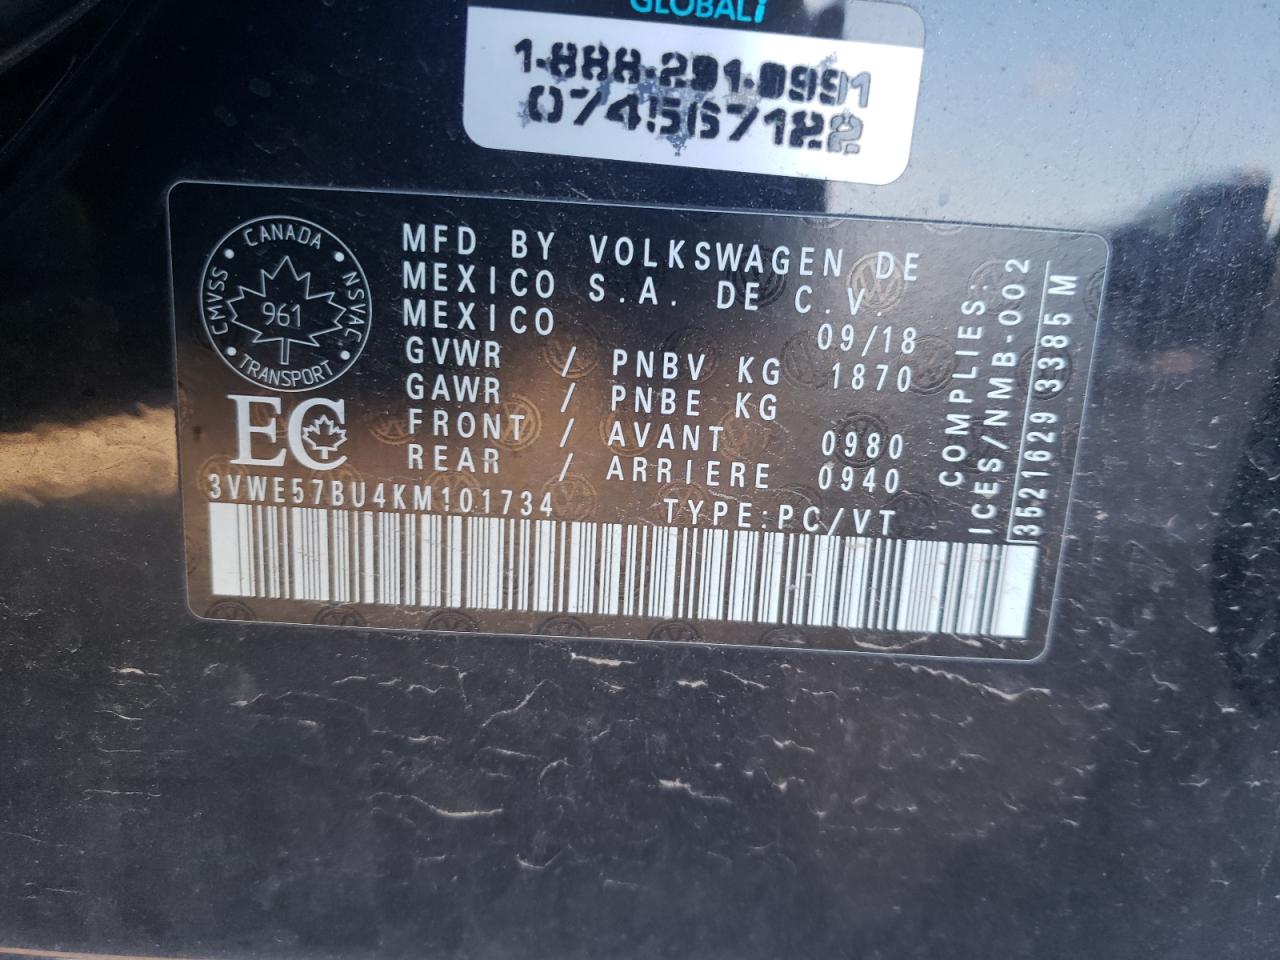 GLOBALi
1-888-291-0991
074567122
CANADA
CMVSS
NSVAC
961
TRANSPORT
EC
MFD BY VOLKSWAGEN DE
MEXICO S.A. DE C.V.
MEXICO 09/18
GVWR / PNBV KG 1870
GAWR / PNBE KG
FRONT / AVANT 0980
REAR / ARRIERE 0940
3VWE57BU4KM101734 TYPE:PC/VT
COMPLIES:
ICES/NMB-002
3521629 3385 M